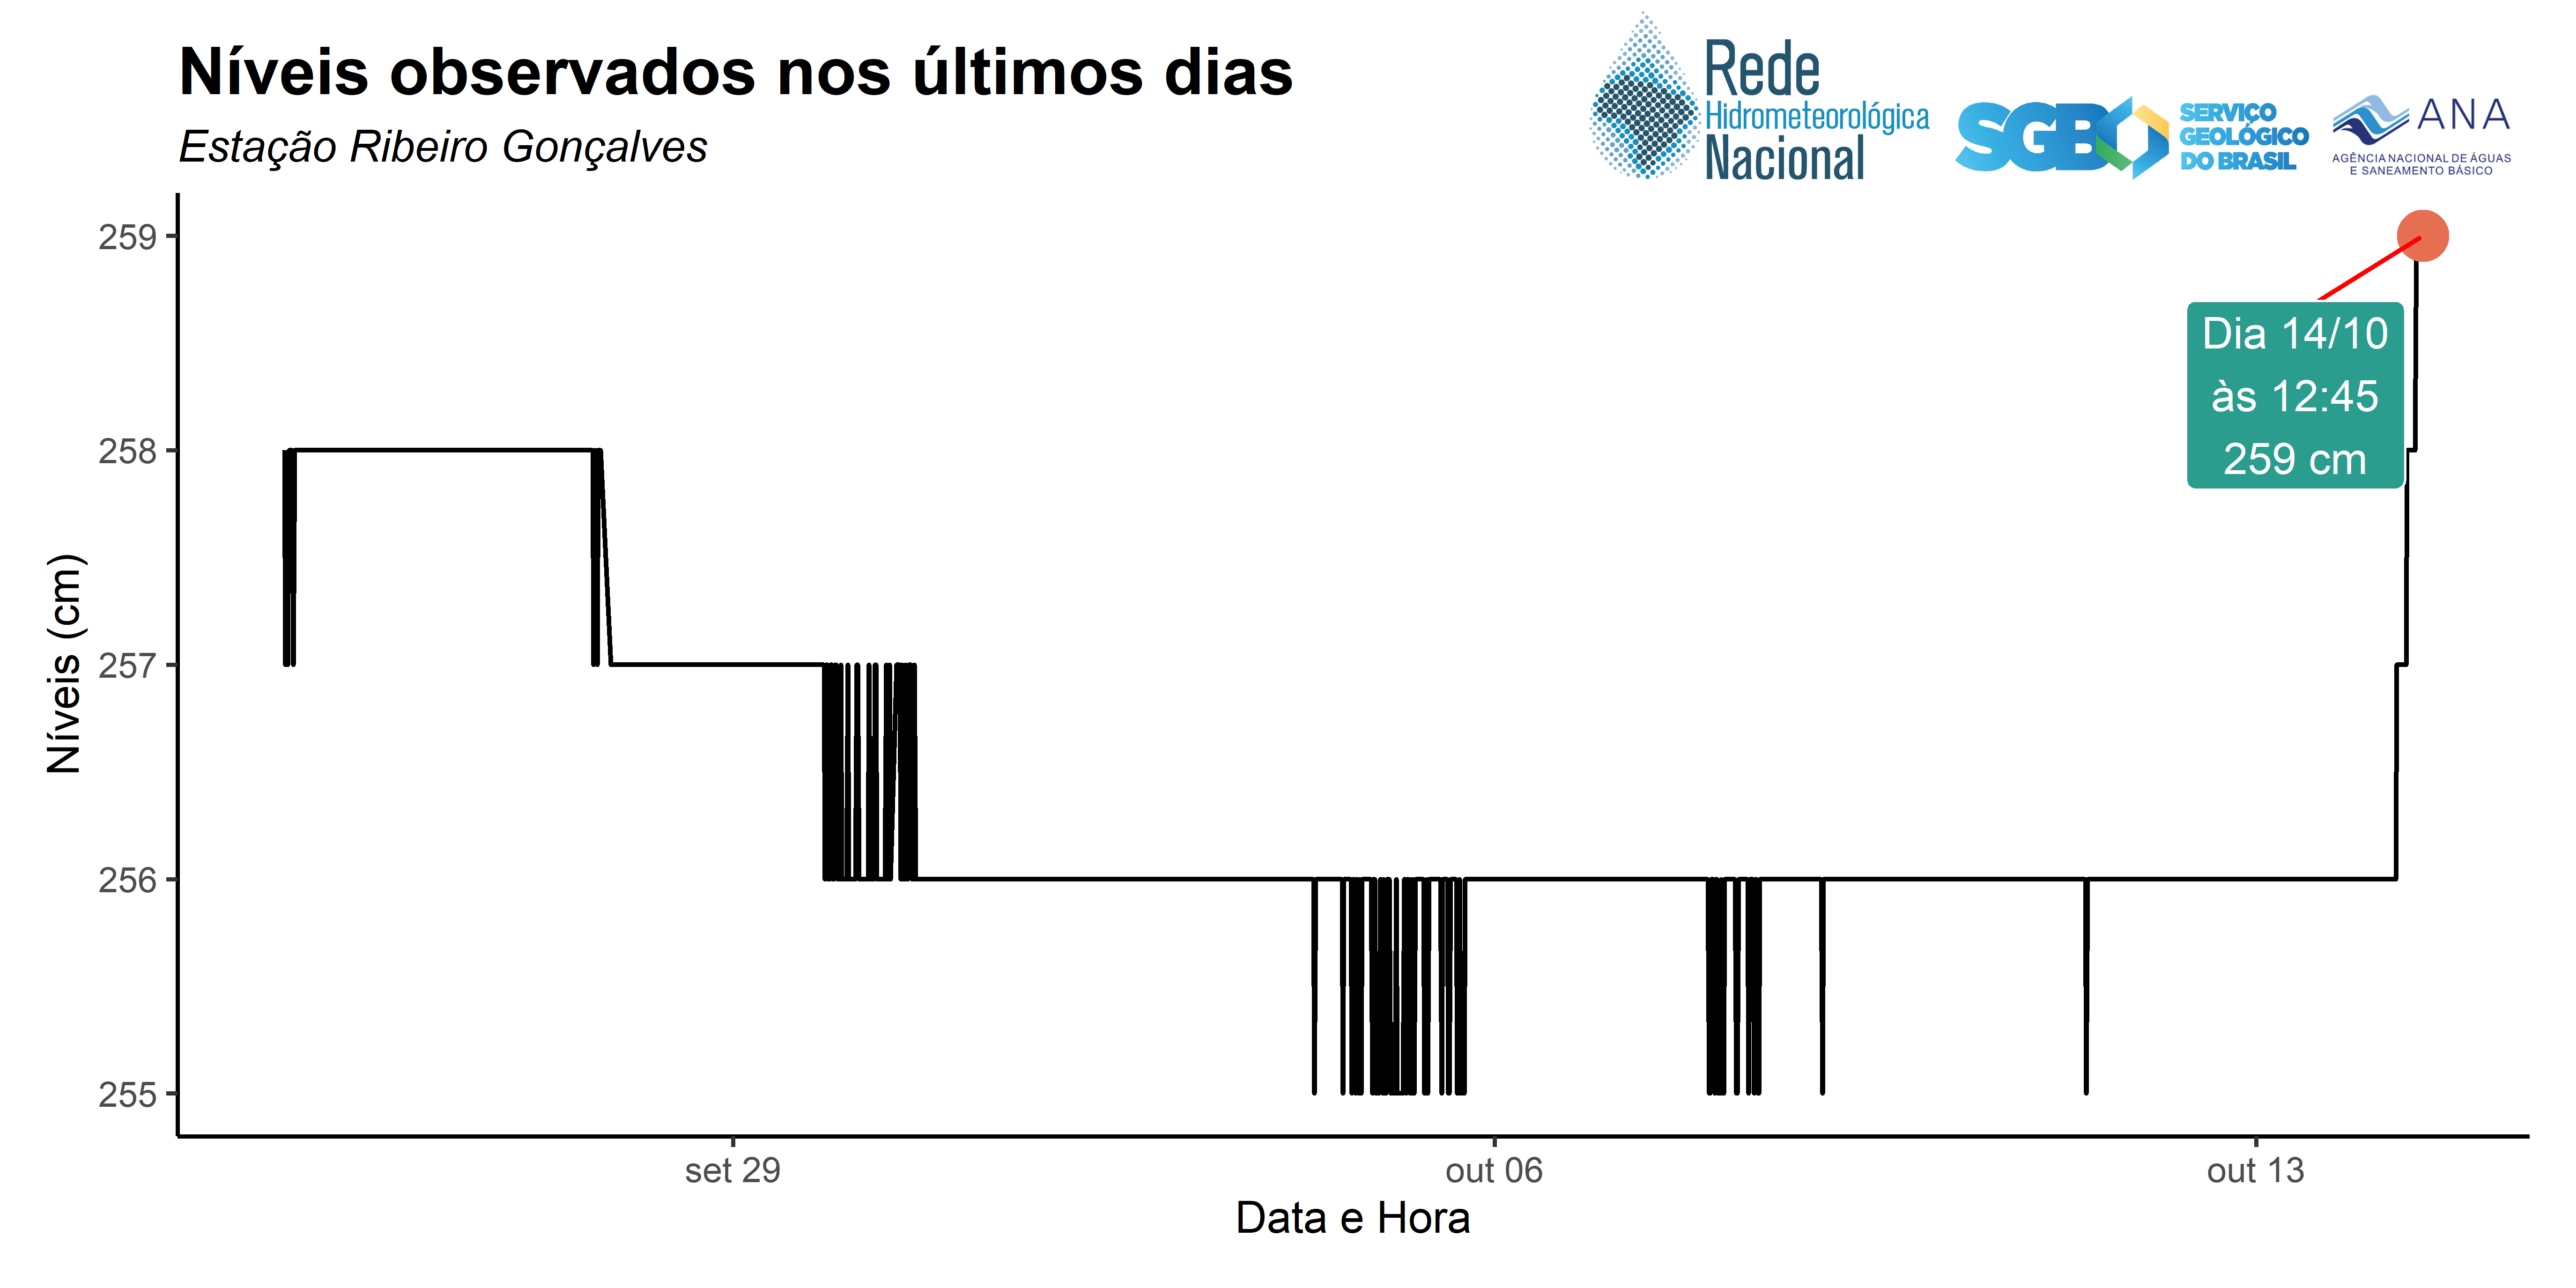 Níveis observados nos últimos dias
Estação Ribeiro Gonçalves
Rede
Hidrometeorológica
Nacional
SGB
SERVIÇO
GEOLÓGICO
DO BRASIL
ANA
AGÊNCIA NACIONAL DE ÁGUAS
E SANEAMENTO BÁSICO
Níveis (cm)
259
258
257
256
255
Dia 14/10
às 12:45
259 cm
set 29
out 06
out 13
Data e Hora